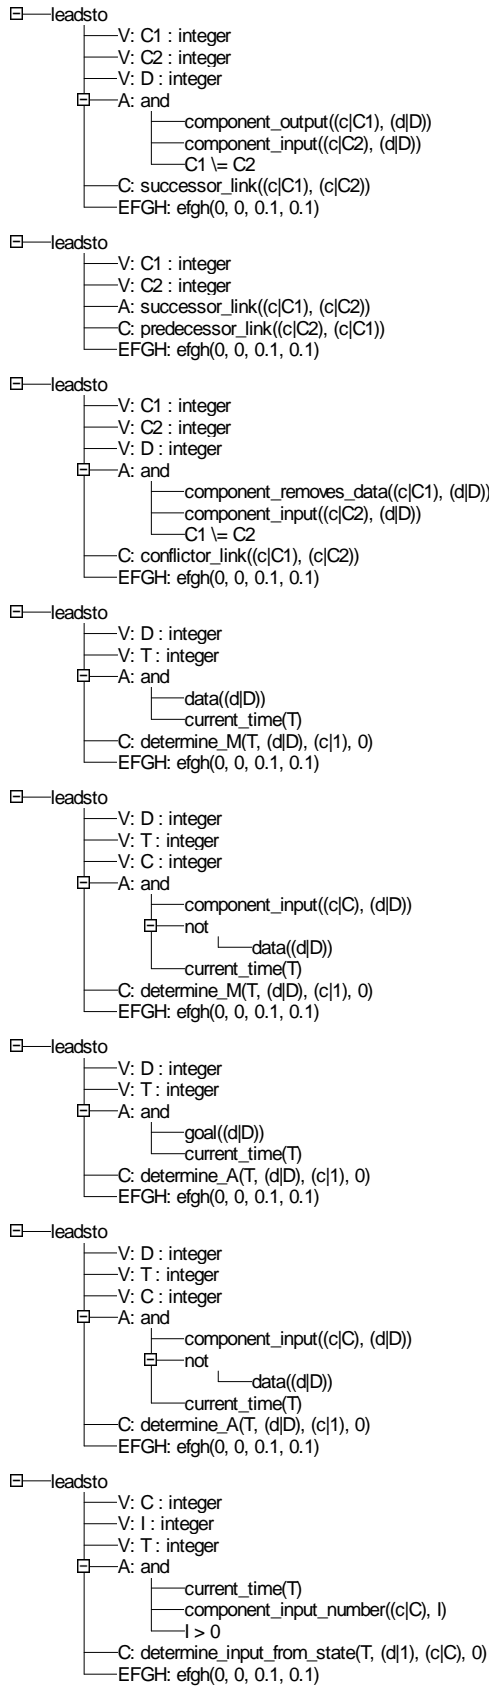 leadsto
V: C1 : integer
V: C2 : integer
V: D : integer
A: and
component_output((c|C1), (d|D))
component_input((c|C2), (d|D))
C1 \= C2
C: successor_link((c|C1), (c|C2))
EFGH: efgh(0, 0, 0.1, 0.1)
leadsto
V: C1 : integer
V: C2 : integer
A: successor_link((c|C1), (c|C2))
C: predecessor_link((c|C2), (c|C1))
EFGH: efgh(0, 0, 0.1, 0.1)
leadsto
V: C1 : integer
V: C2 : integer
V: D : integer
A: and
component_removes_data((c|C1), (d|D))
component_input((c|C2), (d|D))
C1 \= C2
C: conflictor_link((c|C1), (c|C2))
EFGH: efgh(0, 0, 0.1, 0.1)
leadsto
V: D : integer
V: T : integer
A: and
data((d|D))
current_time(T)
C: determine_M(T, (d|D), (c|1), 0)
EFGH: efgh(0, 0, 0.1, 0.1)
leadsto
V: D : integer
V: T : integer
V: C : integer
A: and
component_input((c|C), (d|D))
not
data((d|D))
current_time(T)
C: determine_M(T, (d|D), (c|1), 0)
EFGH: efgh(0, 0, 0.1, 0.1)
leadsto
V: D : integer
V: T : integer
A: and
goal((d|D))
current_time(T)
C: determine_A(T, (d|D), (c|1), 0)
EFGH: efgh(0, 0, 0.1, 0.1)
leadsto
V: D : integer
V: T : integer
V: C : integer
A: and
component_input((c|C), (d|D))
not
data((d|D))
current_time(T)
C: determine_A(T, (d|D), (c|1), 0)
EFGH: efgh(0, 0, 0.1, 0.1)
leadsto
V: C : integer
V: I : integer
V: T : integer
A: and
current_time(T)
component_input_number((c|C), I)
I > 0
C: determine_input_from_state(T, (d|1), (c|C), 0)
EFGH: efgh(0, 0, 0.1, 0.1)